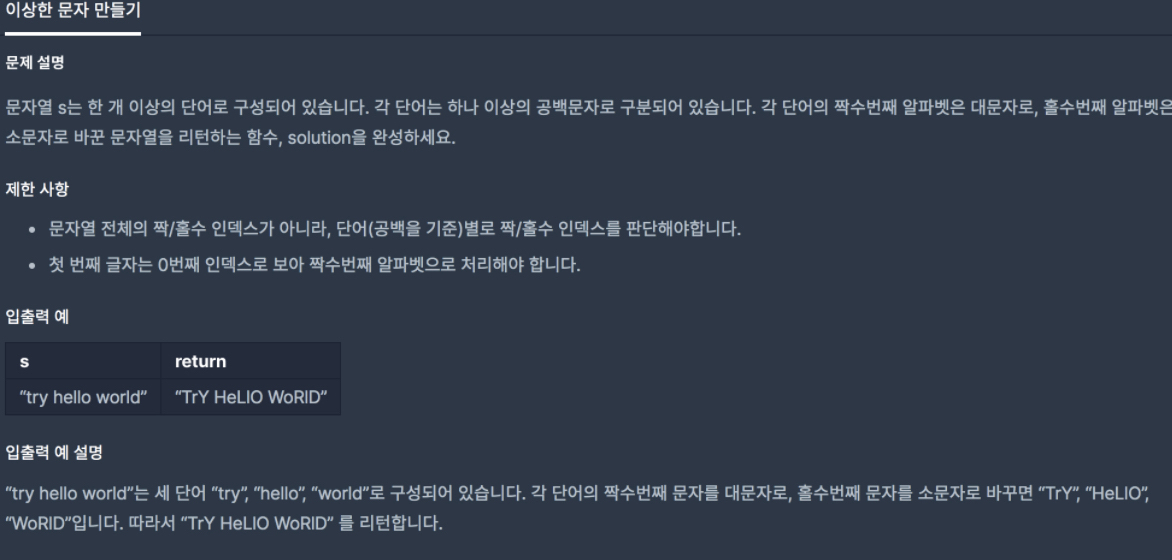 이상한 문자 만들기
문제 설명
문자열 s는 한 개 이상의 단어로 구성되어 있습니다. 각 단어는 하나 이상의 공백문자로 구분되어 있습니다. 각 단어의 짝수번째 알파벳은 대문자로, 홀수번째 알파벳은
소문자로 바꾼 문자열을 리턴하는 함수, solution을 완성하세요.
제한 사항
• 문자열 전체의 짝/홀수 인덱스가 아니라, 단어(공백을 기준)별로 짝/홀수 인덱스를 판단해야합니다.
• 첫 번째 글자는 0번째 인덱스로 보아 짝수번째 알파벳으로 처리해야 합니다.
입출력 예
s return
“try hello world” “TrY HeLlO WoRlD”
입출력 예 설명
“try hello world”는 세 단어 “try”, “hello”, “world”로 구성되어 있습니다. 각 단어의 짝수번째 문자를 대문자로, 홀수번째 문자를 소문자로 바꾸면 “TrY”, “HeLlO”,
“WoRlD”입니다. 따라서 “TrY HeLlO WoRlD” 를 리턴합니다.